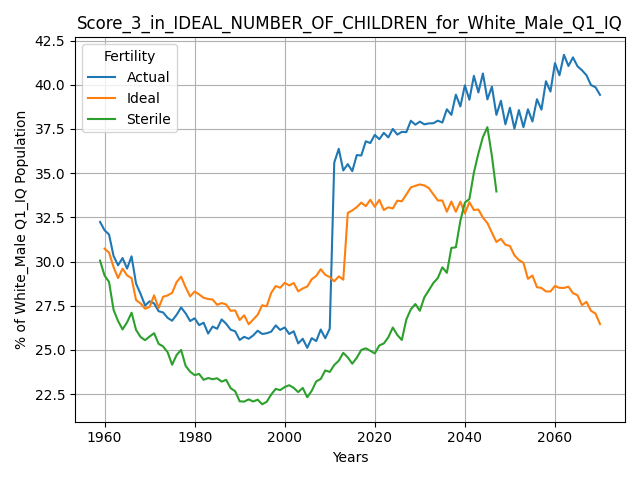 Score_3_in_IDEAL_NUMBER_OF_CHILDREN_for_White_Male_Q1_IQ
Fertility
Actual
Ideal
Sterile
% of White_Male Q1_IQ Population
42.5
40.0
37.5
35.0
32.5
30.0
27.5
25.0
22.5
1960
1980
2000
2020
2040
2060
Years